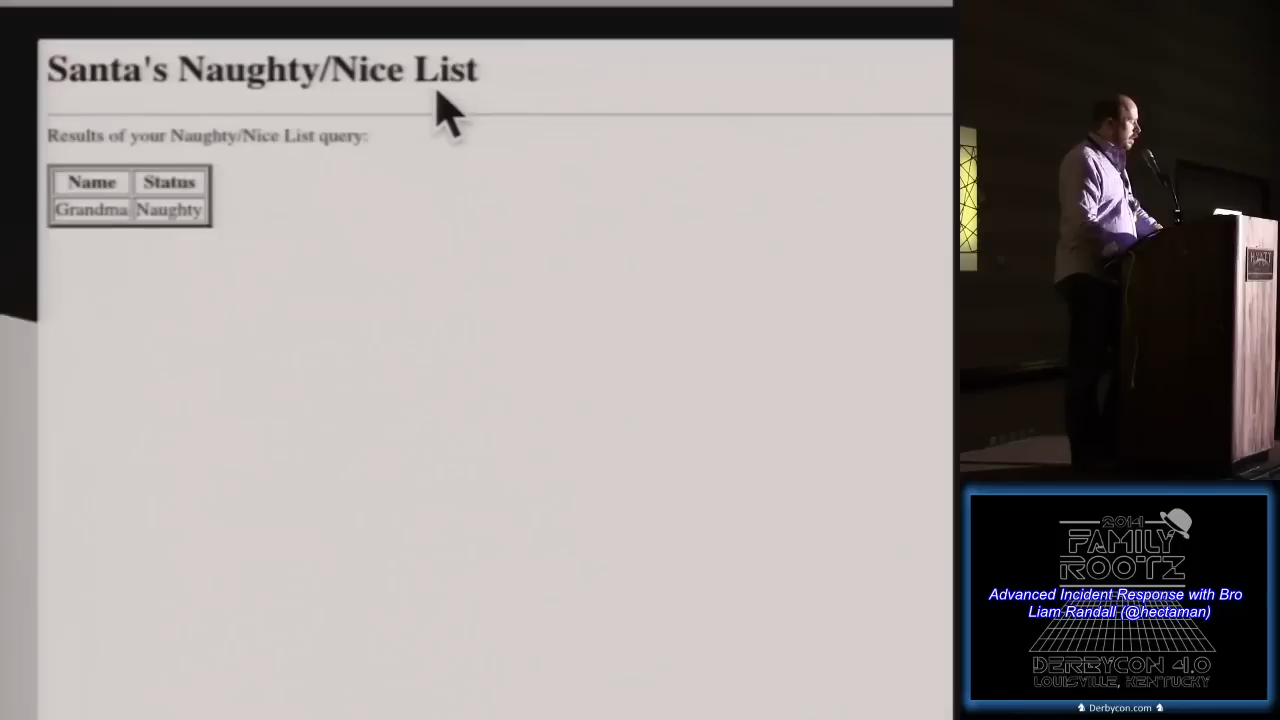 Santa's Naughty/Nice List
Results of your Naughty/Nice List query:
Name Status
Grandma Naughty
HYATT
2014
FAMILY
ROOTZ
Advanced Incident Response with Bro
Liam Randall (@hectaman)
DERBYCON 4.0
LOUISVILLE, KENTUCKY
Derbycon.com